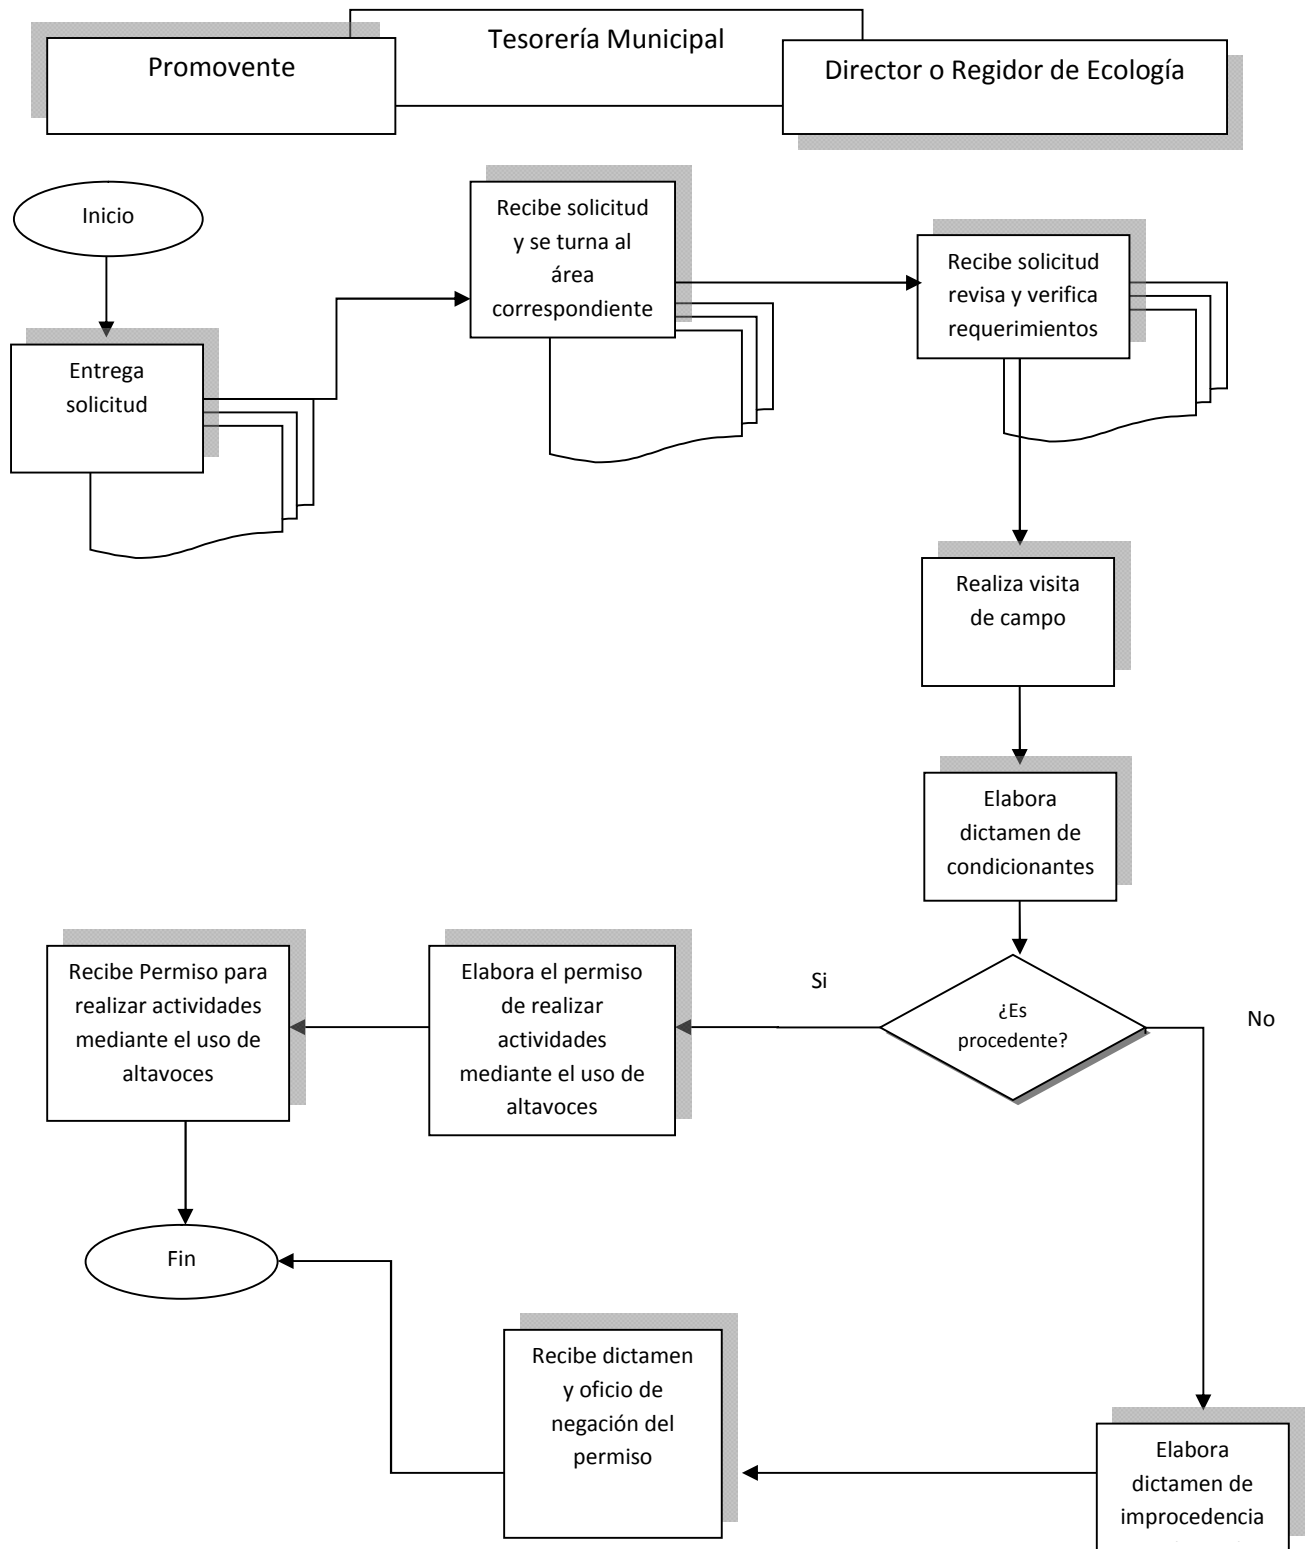 Tesorería Municipal
Promovente
Director o Regidor de Ecología
Inicio
Recibe solicitud
y se turna al
área
correspondiente
Recibe solicitud
revisa y verifica
requerimientos
Entrega
solicitud
Realiza visita
de campo
Elabora
dictamen de
condicionantes
¿Es
procedente?
Si
No
Elabora el permiso
de realizar
actividades
mediante el uso de
altavoces
Recibe Permiso para
realizar actividades
mediante el uso de
altavoces
Fin
Recibe dictamen
y oficio de
negación del
permiso
Elabora
dictamen de
improcedencia